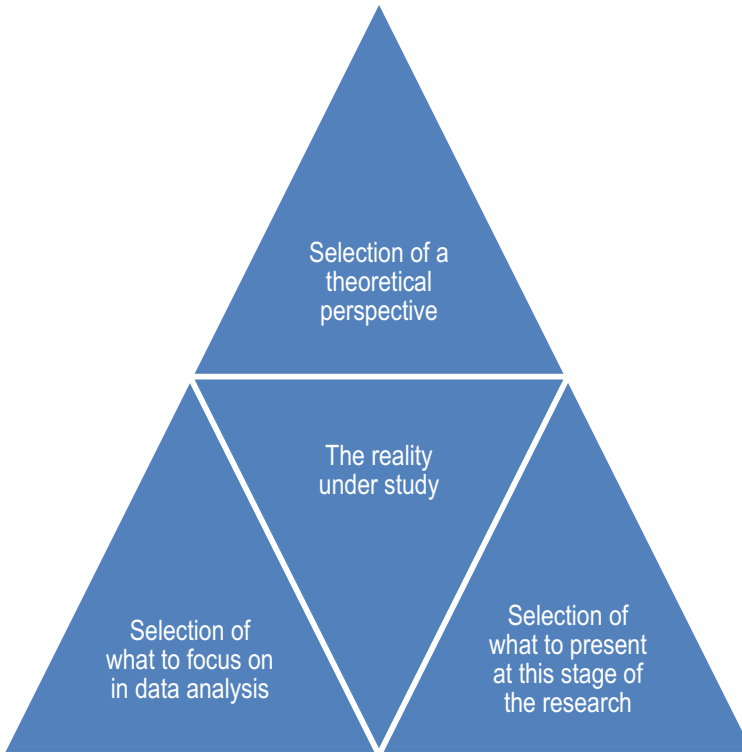 Selection of a
theoretical
perspective
The reality
under study
Selection of
what to focus on
in data analysis
Selection of
what to present
at this stage of
the research